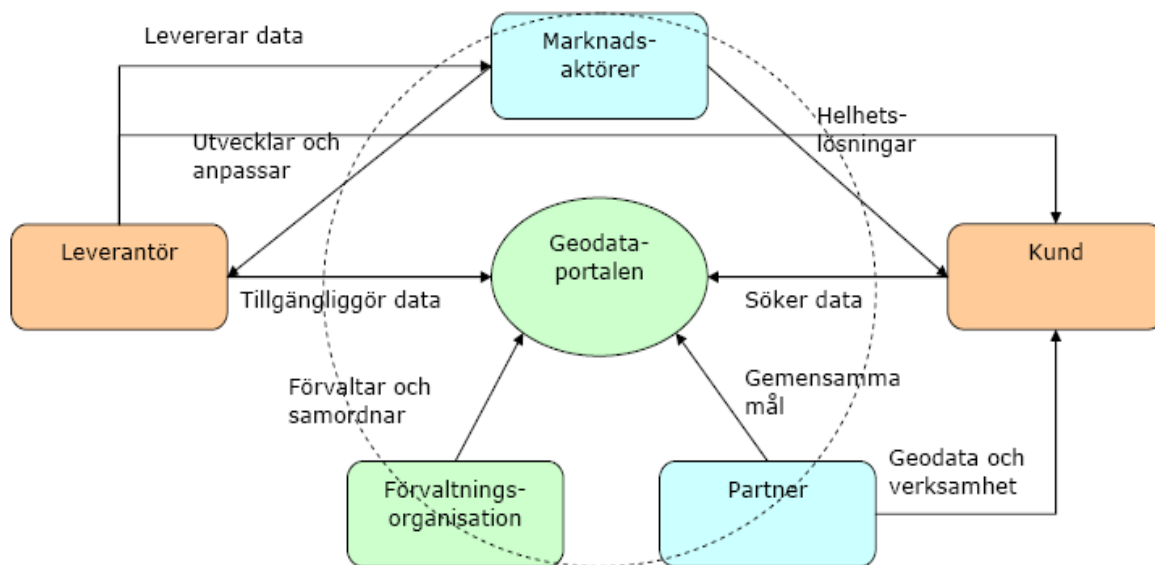 Levererar data
Marknads-
aktörer
Helhets-
lösningar
Utvecklar och
anpassar
Leverantör
Geodata-
portalen
Kund
Tillgängliggör data
Söker data
Förvaltar och
samordnar
Gemensamma
mål
Geodata och
verksamhet
Förvaltnings-
organisation
Partner